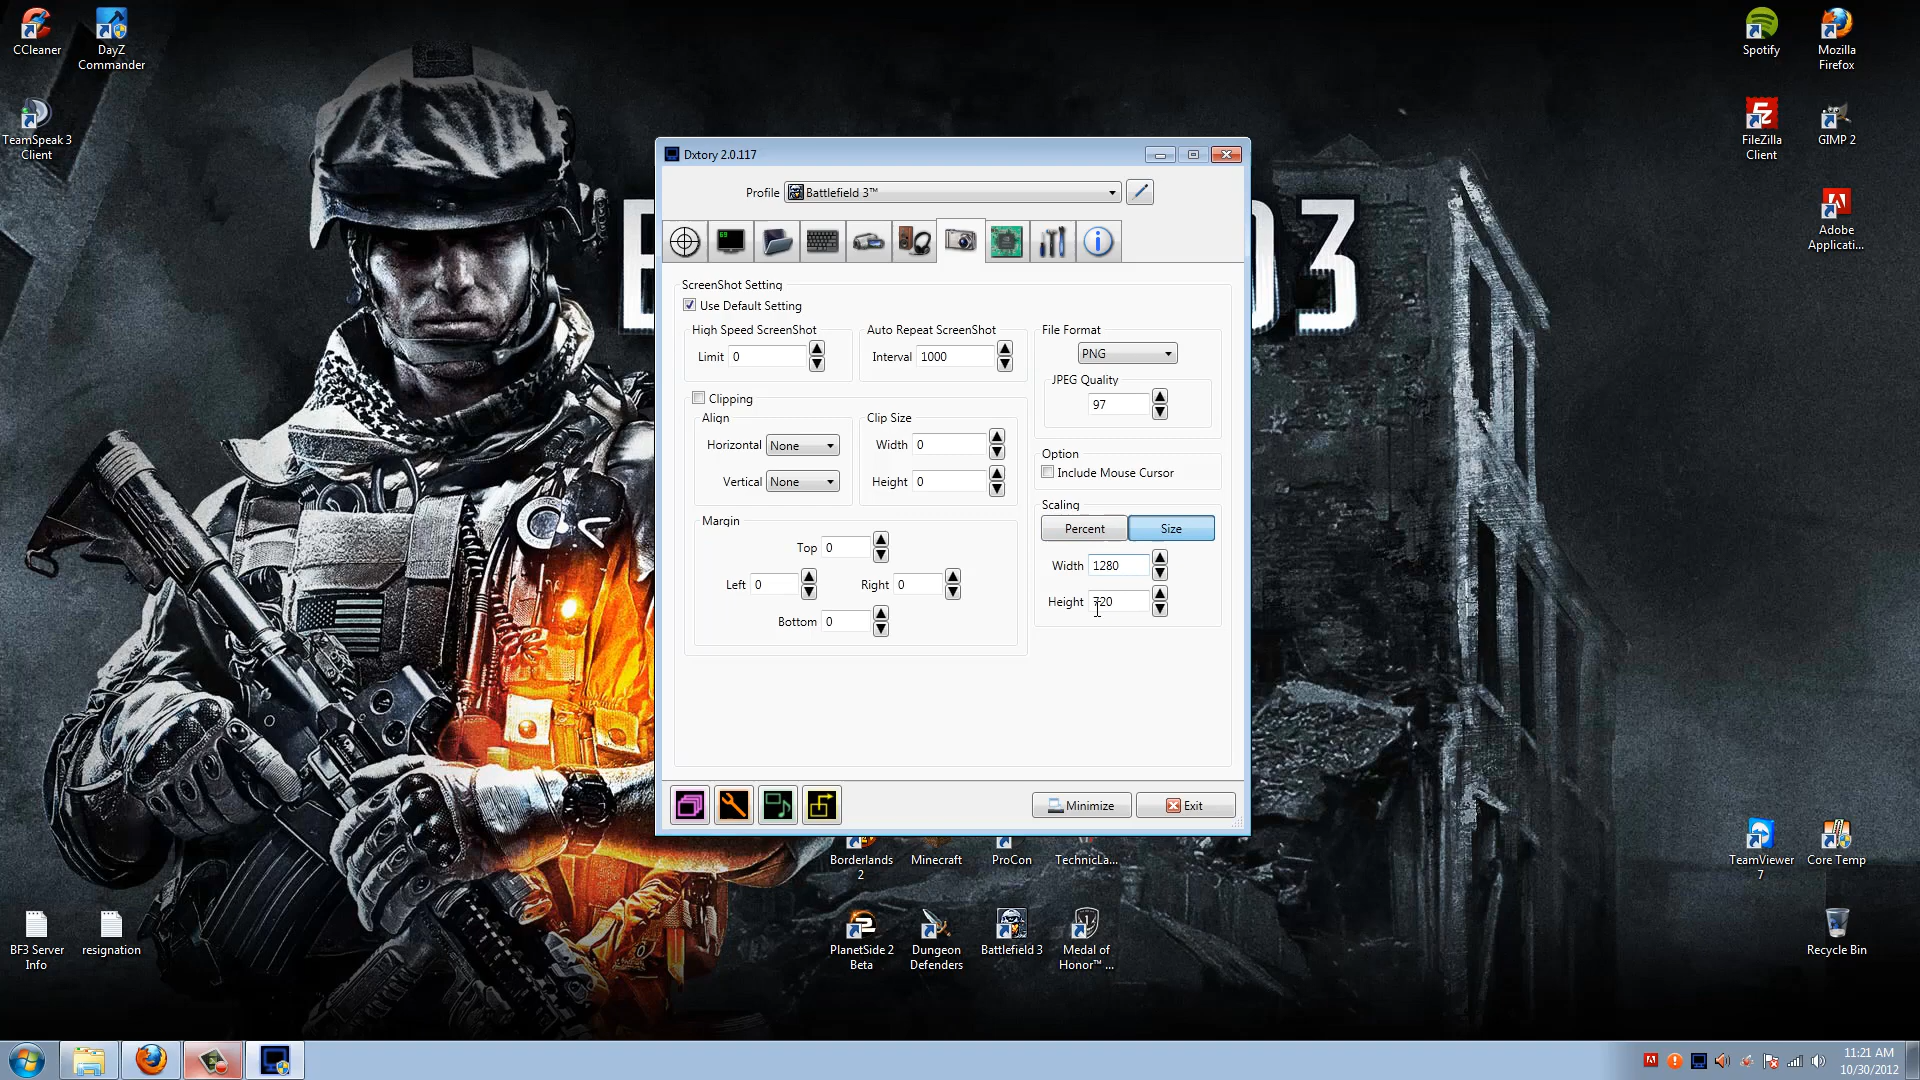 CCleaner
DayZ
Commander
TeamSpeak 3
Client
Spotify
Mozilla
Firefox
FileZilla
Client
GIMP 2
Adobe
Applicati...
Dxtory 2.0.117
Profile
Battlefield 3™
69
ScreenShot Setting
Use Default Setting
High Speed ScreenShot
Limit 0
Auto Repeat ScreenShot
Interval 1000
File Format
PNG
JPEG Quality
97
Clipping
Align
Horizontal None
Vertical None
Clip Size
Width 0
Height 0
Option
Include Mouse Cursor
Margin
Top 0
Left 0
Right 0
Bottom 0
Scaling
Percent
Size
Width 1280
Height 720
Minimize
Exit
Borderlands
2
Minecraft
ProCon
TechnicLa...
TeamViewer
7
Core Temp
BF3 Server
Info
resignation
PlanetSide 2
Beta
Dungeon
Defenders
Battlefield 3
Medal of
Honor™ ...
Recycle Bin
11:21 AM
10/30/2012